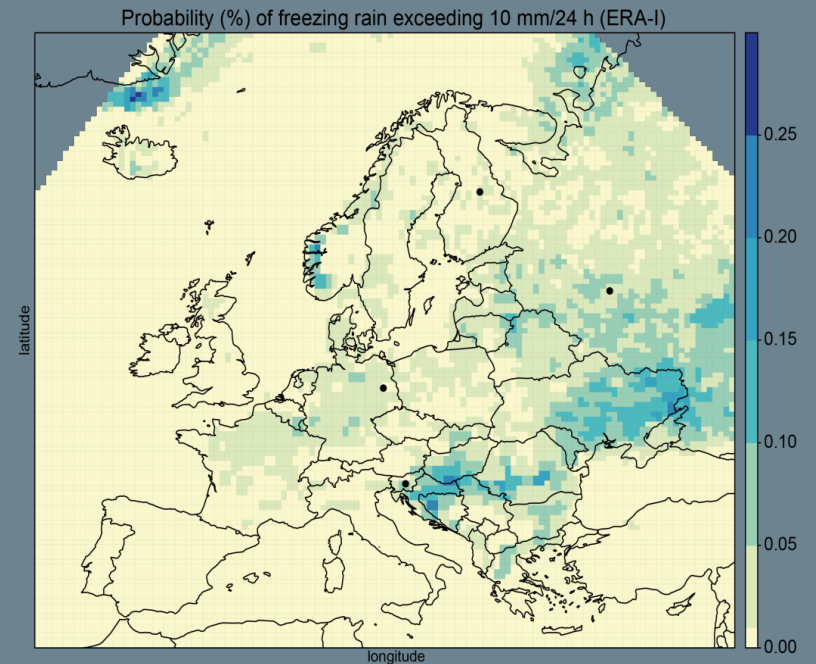 Probability (%) of freezing rain exceeding 10 mm/24 h (ERA-I)
latitude
0.25
0.20
0.15
0.10
0.05
0.00
longitude